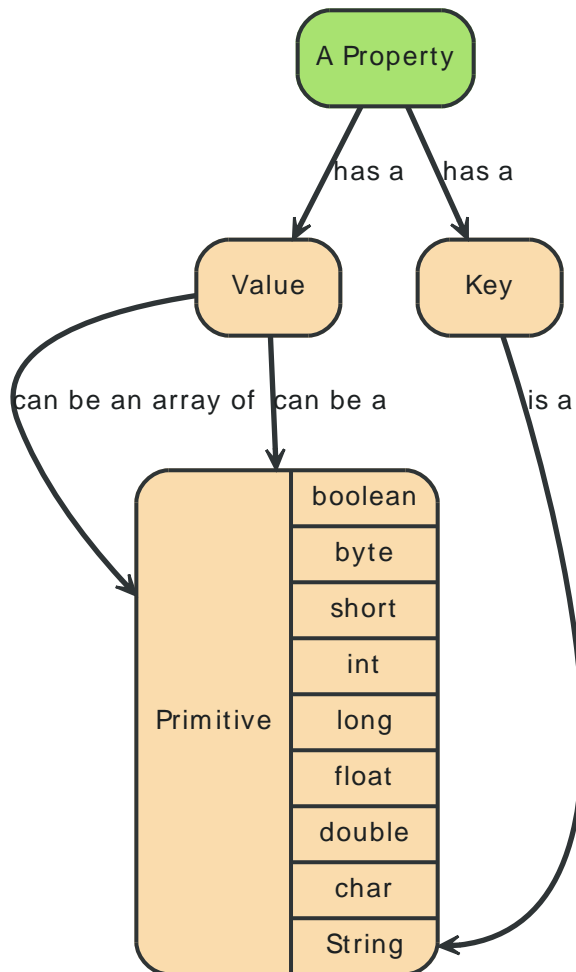 A Property
has a
has a
Value
Key
can be an array of
can be a
is a
Primitive
boolean
byte
short
int
long
float
double
char
String